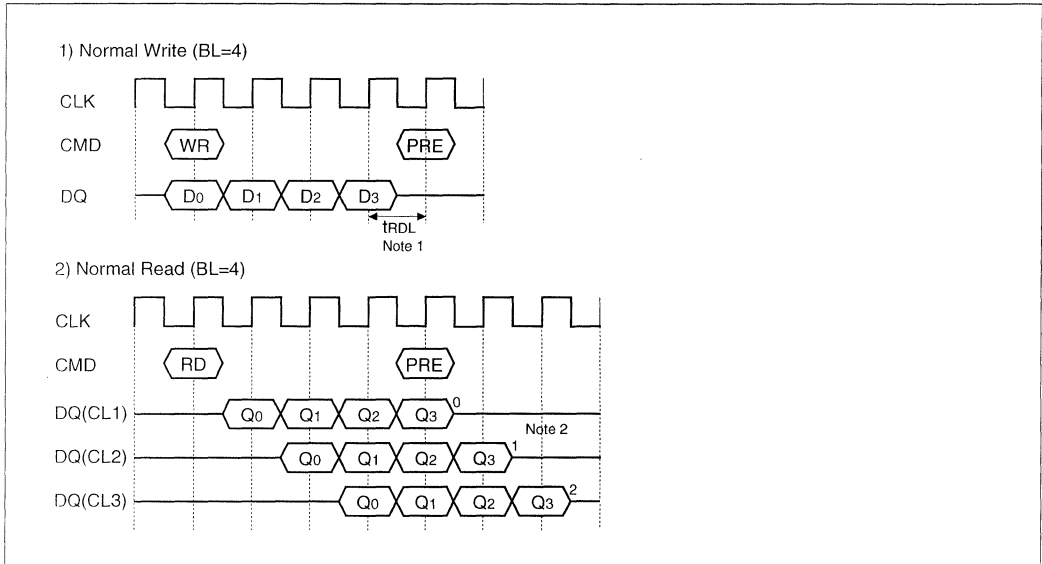 1) Normal Write (BL=4)
CLK
CMD WR PRE
DQ D0 D1 D2 D3
tRDL
Note 1
2) Normal Read (BL=4)
CLK
CMD RD PRE
DQ(CL1) Q0 Q1 Q2 Q3 0
Note 2
DQ(CL2) Q0 Q1 Q2 Q3 1
DQ(CL3) Q0 Q1 Q2 Q3 2